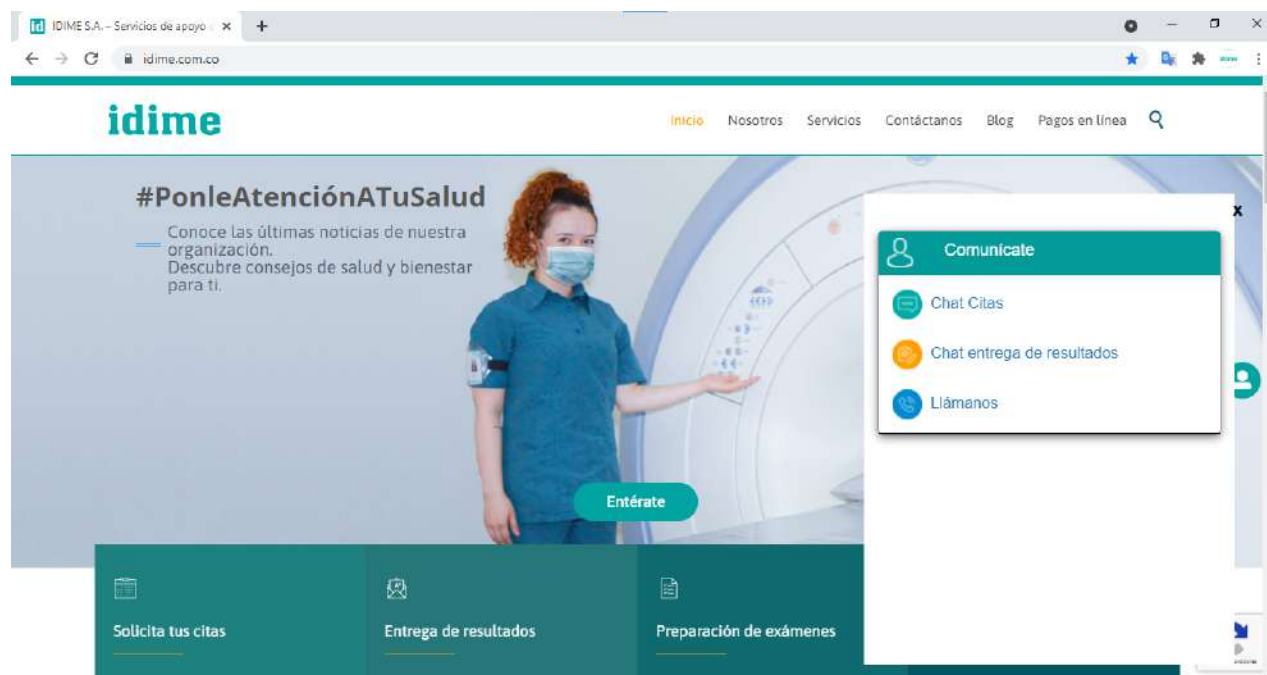 IDIME S.A. – Servicios de apoyo
idime.com.co
idime
Inicio Nosotros Servicios Contáctanos Blog Pagos en línea
#PonleAtenciónATuSalud
Conoce las últimas noticias de nuestra
organización.
Descubre consejos de salud y bienestar
para ti.
Entérate
x
Comunícate
Chat Citas
Chat entrega de resultados
Llámanos
Solicita tus citas
Entrega de resultados
Preparación de exámenes